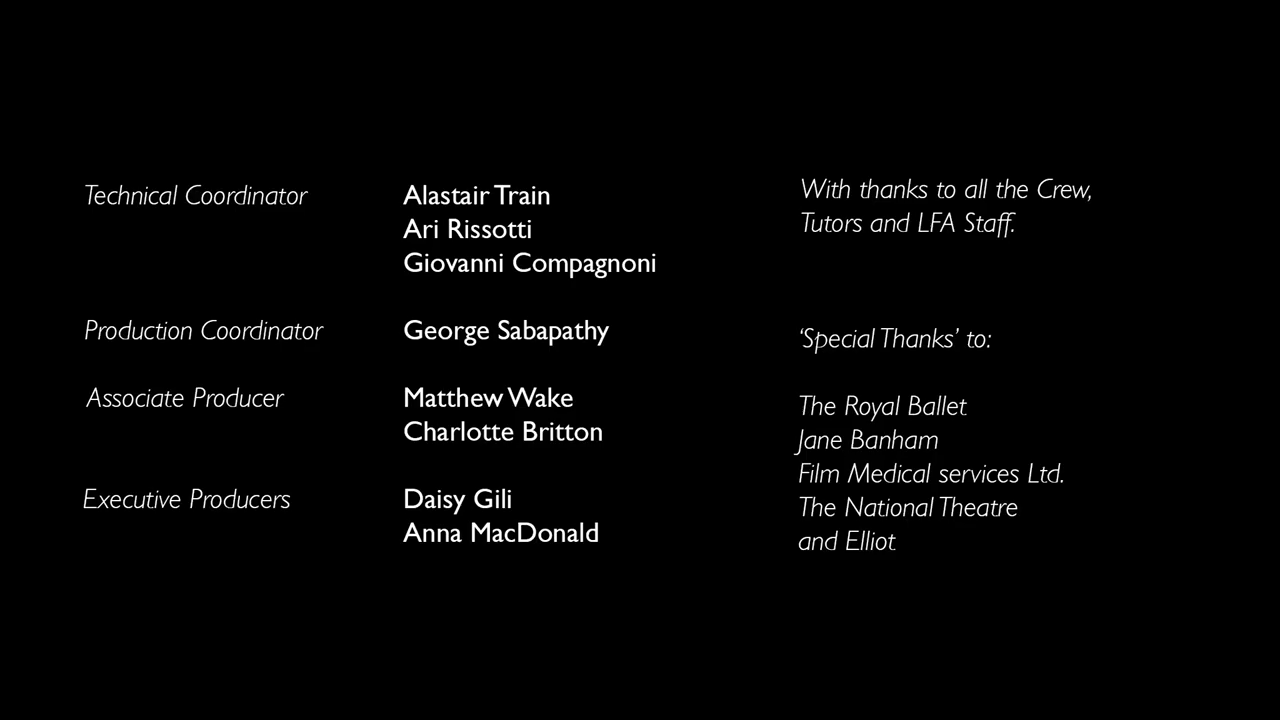 Technical Coordinator Alastair Train
Ari Rissotti
Giovanni Compagnoni
Production Coordinator George Sabapathy
Associate Producer Matthew Wake
Charlotte Britton
Executive Producers Daisy Gili
Anna MacDonald
With thanks to all the Crew,
Tutors and LFA Staff.
‘Special Thanks’ to:
The Royal Ballet
Jane Banham
Film Medical services Ltd.
The National Theatre
and Elliot